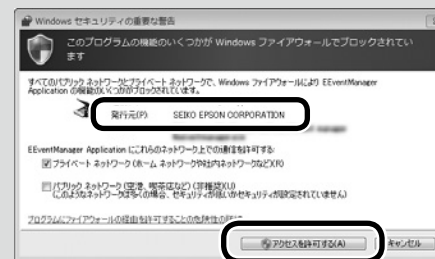 Windows セキュリティの重要な警告
このプログラムの機能のいくつかが Windows ファイアウォールでブロックされてい
ます
すべてのパブリック ネットワークとプライベート ネットワークで、Windows ファイアウォールにより EEventManager
Application の機能のいくつかがブロックされています。
発行元(P) SEIKO EPSON CORPORATION
EEventManager Application にこれらのネットワーク上での通信を許可する:
プライベート ネットワーク (ホーム ネットワークや社内ネットワークなど)(R)
パブリック ネットワーク (空港、喫茶店など) (非推奨)(U)
(このようなネットワークは多くの場合、セキュリティが低いかセキュリティが設定されていません)
プログラムにファイアウォールの経由を許可することの危険性の
アクセスを許可する(A) キャンセル